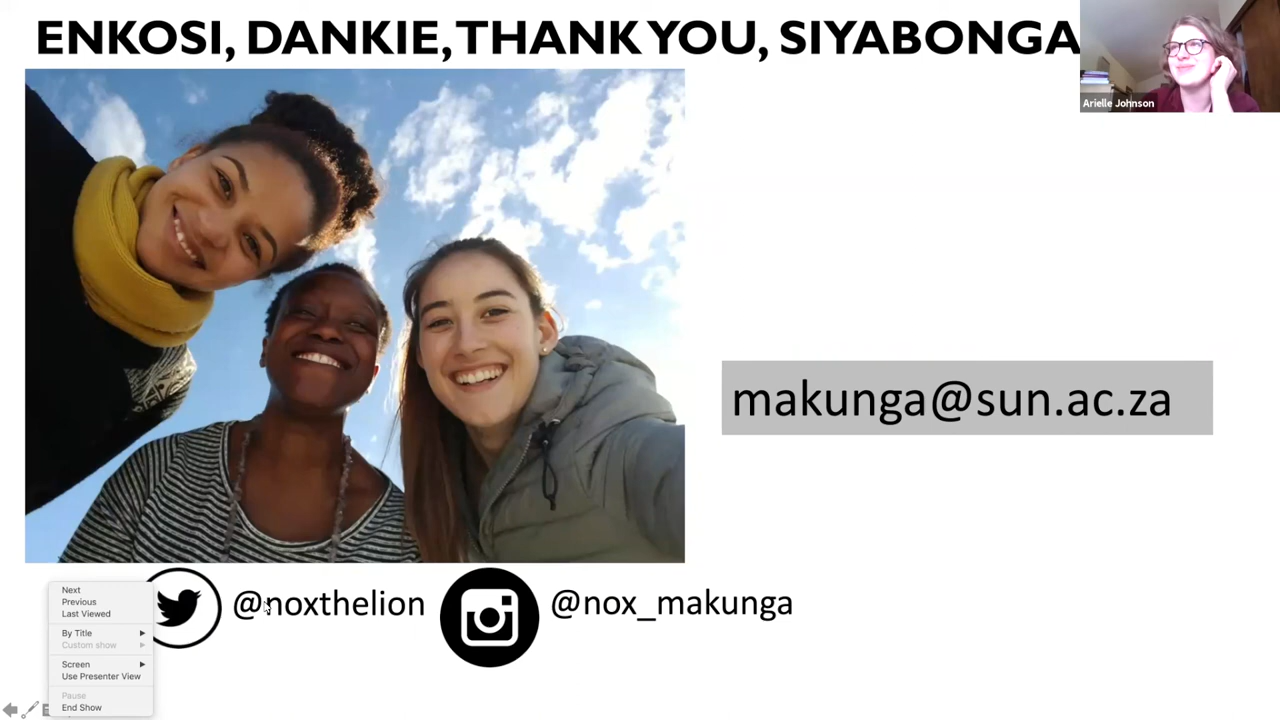 ENKOSI, DANKIE, THANK YOU, SIYABONGA
Arielle Johnson
makunga@sun.ac.za
@noxthelion
@nox_makunga
Next
Previous
Last Viewed
By Title
Custom show
Screen
Use Presenter View
Pause
End Show